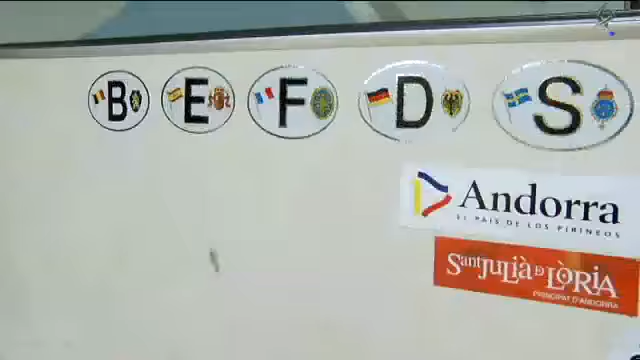 B E F D S
Andorra
EL PAÍS DE LOS PIRINEOS
Sant Julià de Lòria
PRINCIPAT D'ANDORRA